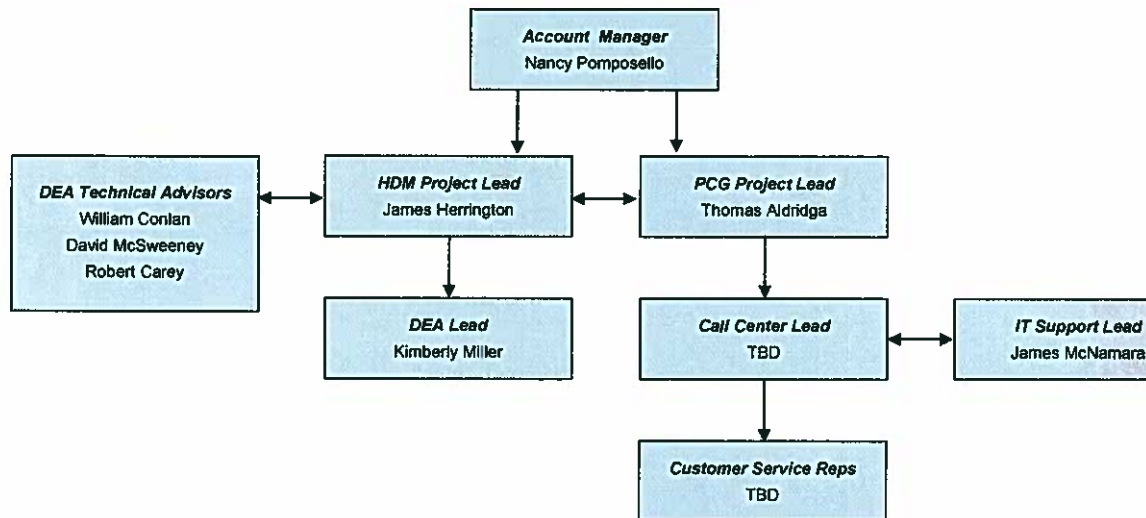 Account Manager
Nancy Pomposello
DEA Technical Advisors
William Conlan
David McSweeney
Robert Carey
HDM Project Lead
James Herrington
PCG Project Lead
Thomas Aldridga
DEA Lead
Kimberly Miller
Call Center Lead
TBD
IT Support Lead
James McNamara
Customer Service Reps
TBD